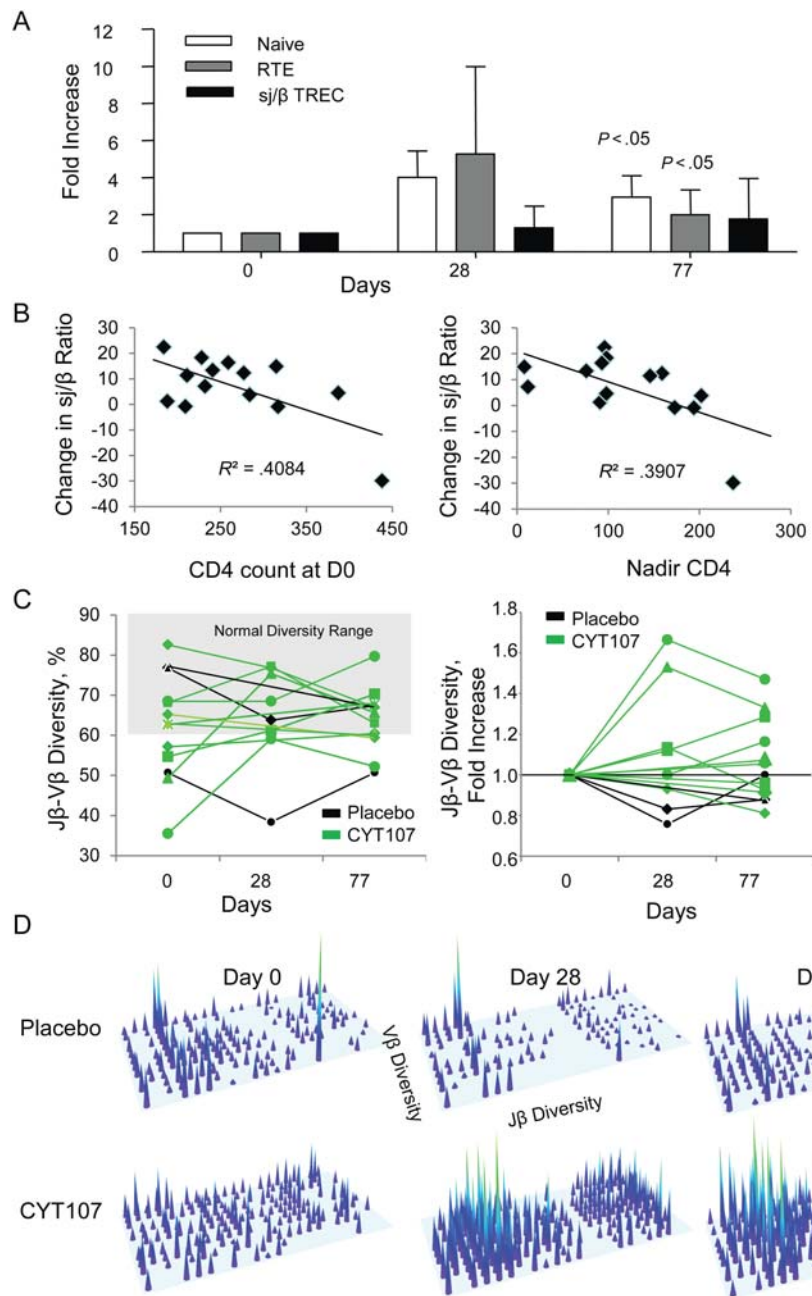 A
Fold Increase
12
10
8
6
4
2
0
Naive
RTE
sj/β TREC
P < .05
P < .05
0
28
77
Days
B
Change in sj/β Ratio
30
20
10
0
-10
-20
-30
-40
R² = .4084
150
250
350
450
CD4 count at D0
Change in sj/β Ratio
30
20
10
0
-10
-20
-30
-40
R² = .3907
0
100
200
300
Nadir CD4
C
Jβ-Vβ Diversity, %
90
80
70
60
50
40
30
Normal Diversity Range
Placebo
CYT107
0
28
77
Days
Jβ-Vβ Diversity,
Fold Increase
1.8
1.6
1.4
1.2
1.0
0.8
0.6
Placebo
CYT107
0
28
77
Days
D
Day 0
Day 28
D
Placebo
Vβ Diversity
Jβ Diversity
CYT107